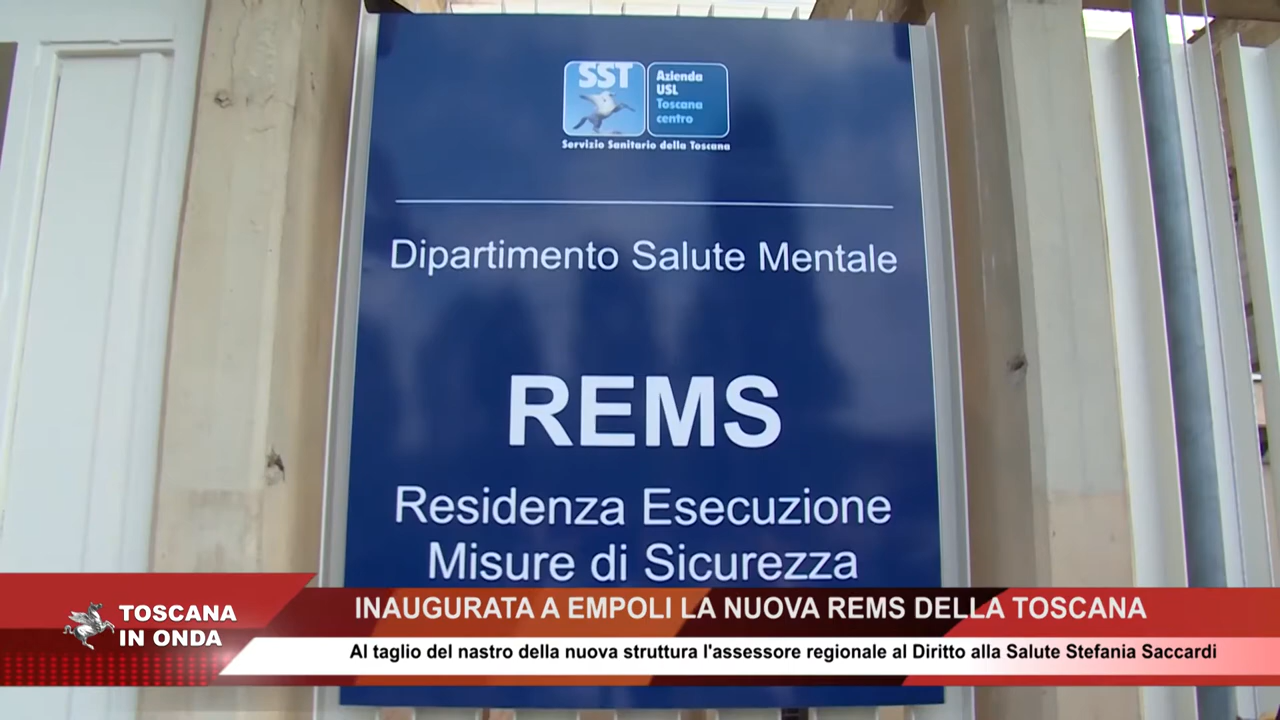 SST
Azienda
USL
Toscana
centro
Servizio Sanitario della Toscana
Dipartimento Salute Mentale
REMS
Residenza Esecuzione
Misure di Sicurezza
TOSCANA
IN ONDA
INAUGURATA A EMPOLI LA NUOVA REMS DELLA TOSCANA
Al taglio del nastro della nuova struttura l'assessore regionale al Diritto alla Salute Stefania Saccardi